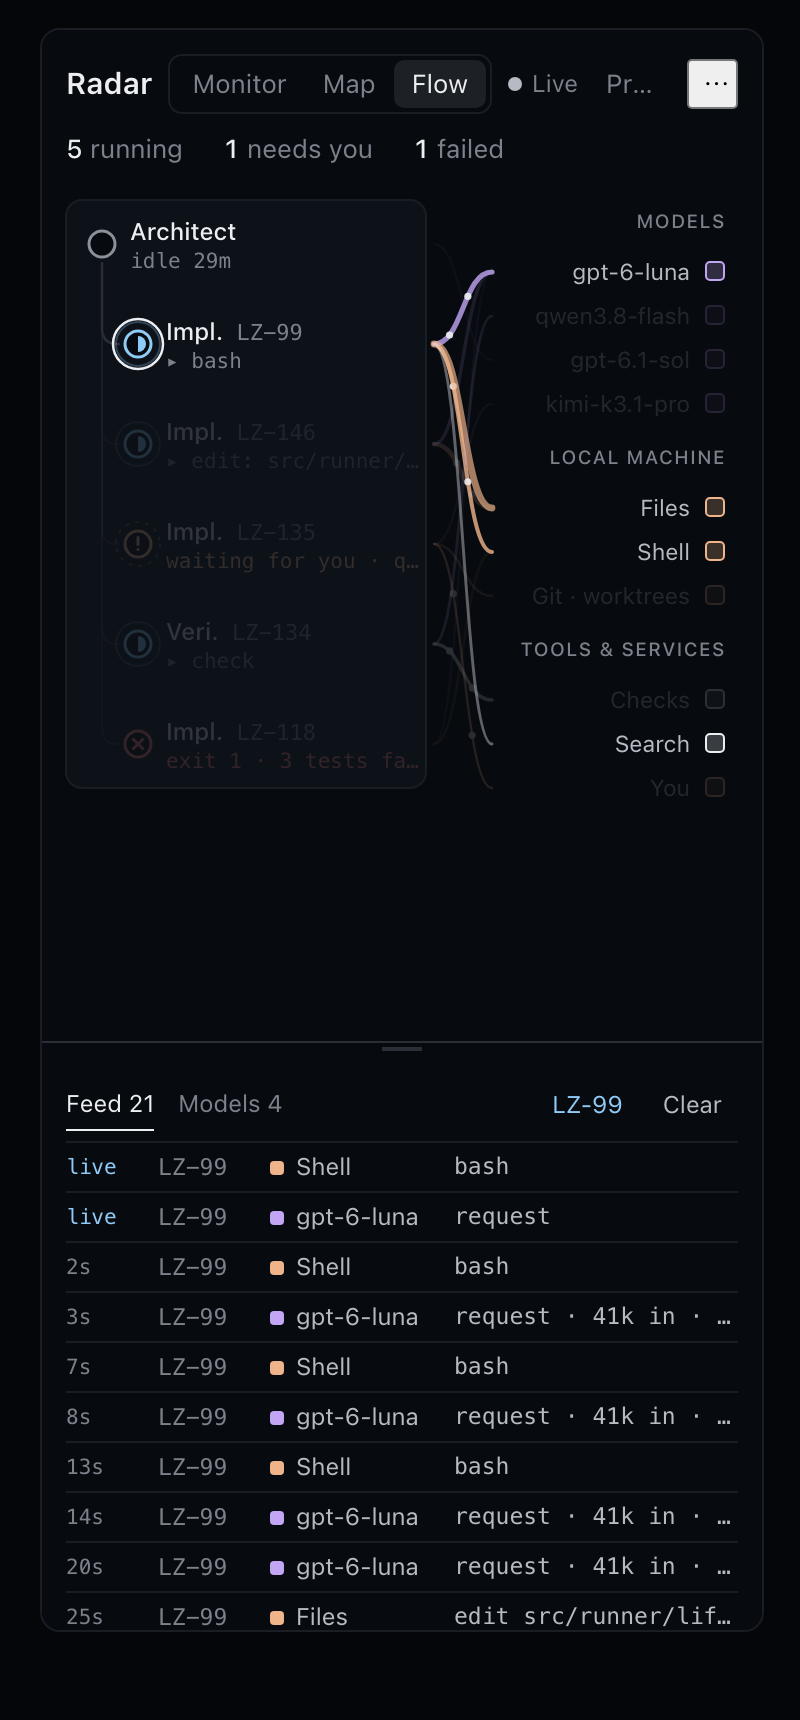 Radar Monitor Map Flow Live Pr… ···
5 running 1 needs you 1 failed
Architect
idle 29m
Impl. LZ-99
▸ bash
Impl. LZ-146
▸ edit: src/runner/…
Impl. LZ-135
waiting for you · q…
Veri. LZ-134
▸ check
Impl. LZ-118
exit 1 · 3 tests fa…
MODELS
gpt-6-luna
qwen3.8-flash
gpt-6.1-sol
kimi-k3.1-pro
LOCAL MACHINE
Files
Shell
Git · worktrees
TOOLS & SERVICES
Checks
Search
You
Feed 21 Models 4 LZ-99 Clear
live LZ-99 Shell bash
live LZ-99 gpt-6-luna request
2s LZ-99 Shell bash
3s LZ-99 gpt-6-luna request · 41k in · …
7s LZ-99 Shell bash
8s LZ-99 gpt-6-luna request · 41k in · …
13s LZ-99 Shell bash
14s LZ-99 gpt-6-luna request · 41k in · …
20s LZ-99 gpt-6-luna request · 41k in · …
25s LZ-99 Files edit src/runner/lif…